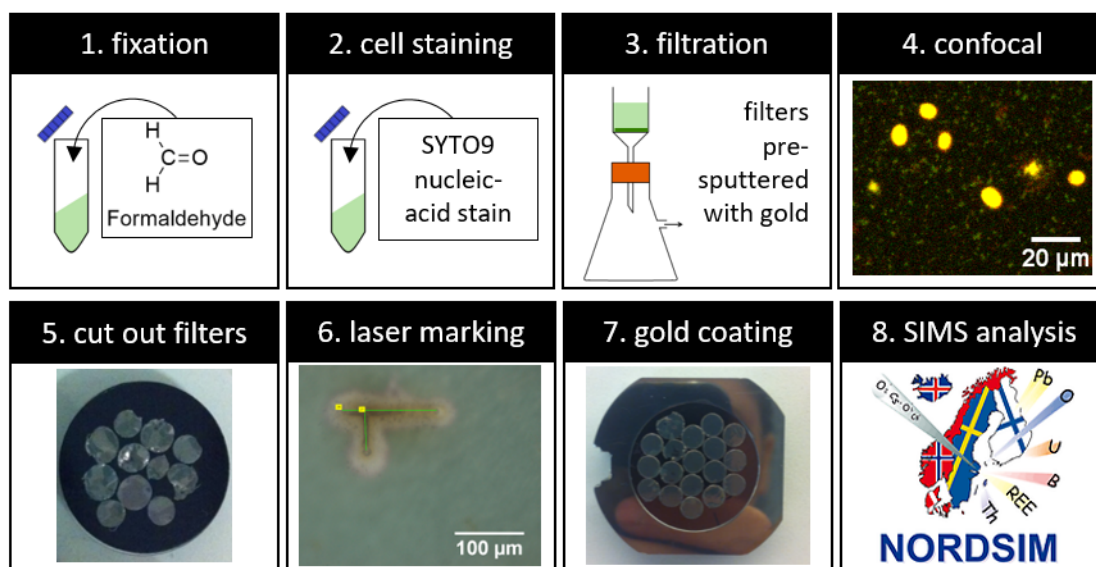 1. fixation
H
C=O
H
Formaldehyde
2. cell staining
SYTO9
nucleic-
acid stain
3. filtration
filters
pre-
sputtered
with gold
4. confocal
20 µm
5. cut out filters
6. laser marking
100 µm
7. gold coating
8. SIMS analysis
Pb
O
U
B
REE
Th
NORDSIM